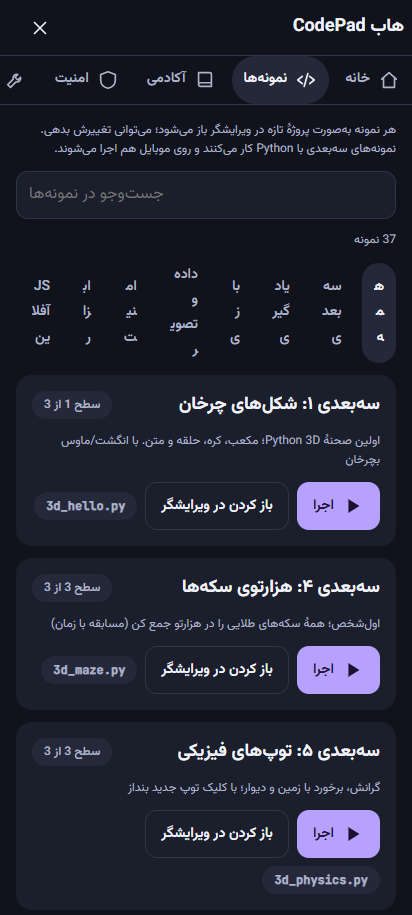 هاب CodePad
خانه
نمونه‌ها
آکادمی
امنیت
هر نمونه به‌صورت پروژهٔ تازه در ویرایشگر باز می‌شود؛ می‌توانی تغییرش بدهی.
نمونه‌های سه‌بعدی با Python کار می‌کنند و روی موبایل هم اجرا می‌شوند.
جست‌وجو در نمونه‌ها
37 نمونه
همه
سه‌بعدی
یادگیری
بازی
داده و تصویر
امنیت
ابزار
JS آفلاین
سه‌بعدی ۱: شکل‌های چرخان
سطح 1 از 3
اولین صحنهٔ Python 3D؛ مکعب، کره، حلقه و متن. با انگشت/ماوس
بچرخان
اجرا
باز کردن در ویرایشگر
3d_hello.py
سه‌بعدی ۴: هزارتوی سکه‌ها
سطح 3 از 3
اول‌شخص؛ همهٔ سکه‌های طلایی را در هزارتو جمع کن (مسابقه با زمان)
اجرا
باز کردن در ویرایشگر
3d_maze.py
سه‌بعدی ۵: توپ‌های فیزیکی
سطح 3 از 3
گرانش، برخورد با زمین و دیوار؛ با کلیک توپ جدید بنداز
اجرا
باز کردن در ویرایشگر
3d_physics.py